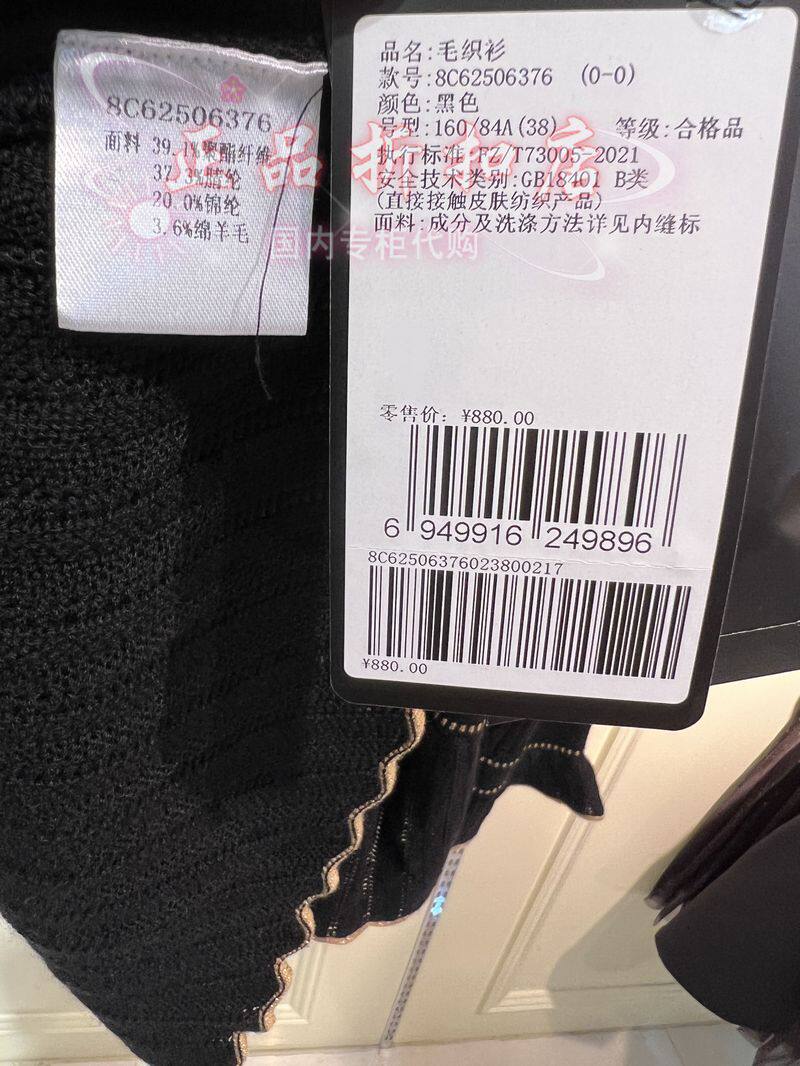 8C62506376
面料 39.1%聚酯纤维
37.3%腈纶
20.0%锦纶
3.6%绵羊毛
品名:毛织衫
款号:8C62506376 (0-0)
颜色:黑色
号型:160/84A(38) 等级:合格品
执行标准:FZ/T73005-2021
安全技术类别:GB18401 B类
(直接接触皮肤纺织产品)
面料:成分及洗涤方法详见内缝标
正品折扣店
国内专柜代购
零售价: ¥880.00
6 949916 249896
8C62506376023800217
¥880.00